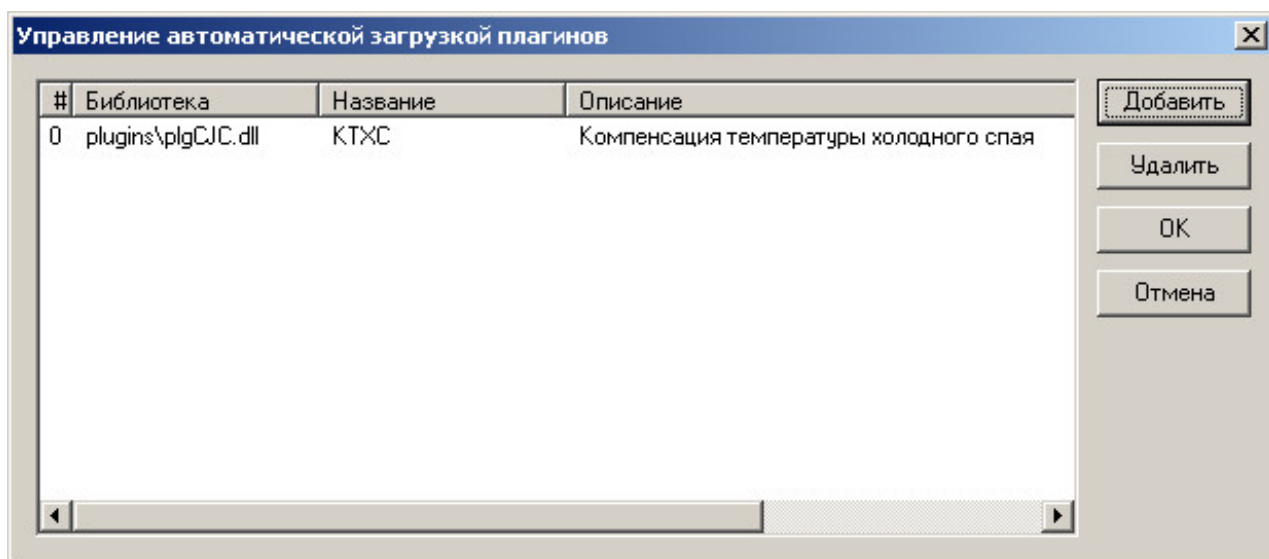 Управление автоматической загрузкой плагинов
# Библиотека Название Описание
0 plugins\plgCJC.dll КТХС Компенсация температуры холодного спая
Добавить
Удалить
OK
Отмена